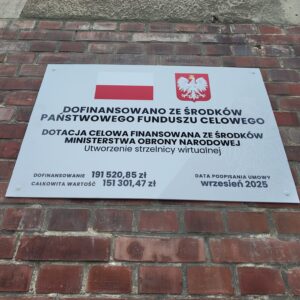 DOFINANSOWANO ZE ŚRODKÓW
PAŃSTWOWEGO FUNDUSZU CELOWEGO
DOTACJA CELOWA FINANSOWANA ZE ŚRODKÓW
MINISTERSTWA OBRONY NARODOWEJ
Utworzenie strzelnicy wirtualnej
DOFINANSOWANIE 191 520,85 zł
CAŁKOWITA WARTOŚĆ 151 301,47 zł
DATA PODPISANIA UMOWY
wrzesień 2025